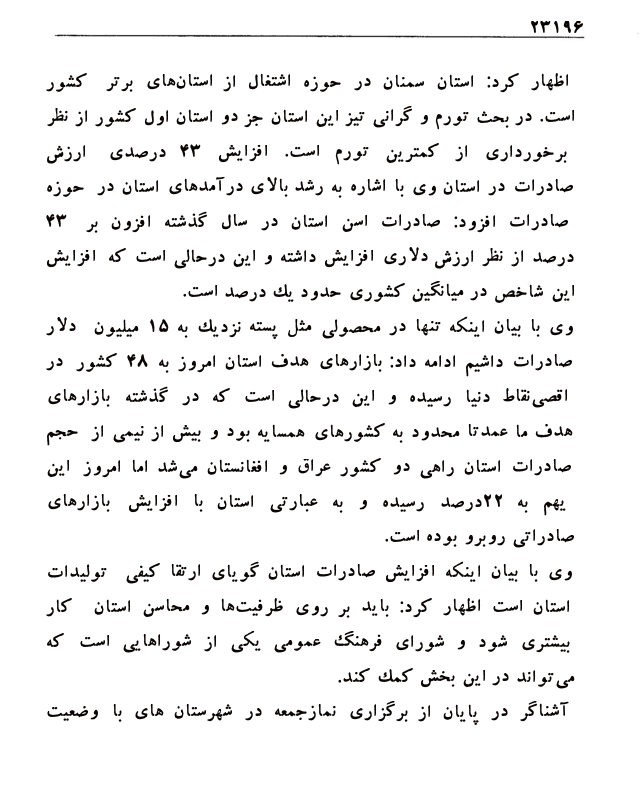 ۲۳۱۹۶
اظهار کرد: استان سمنان در حوزه اشتغال از استان‌های برتر کشور
است. در بحث تورم و گرانی تیز این استان جز دو استان اول کشور از نظر
برخورداری از کمترین تورم است. افزایش ۴۳ درصدی ارزش
صادرات در استان وی با اشاره به رشد بالای درآمدهای استان در حوزه
صادرات افزود: صادرات اسن استان در سال گذشته افزون بر ۴۳
درصد از نظر ارزش دلاری افزایش داشته و این درحالی است که افزایش
این شاخص در میانگین کشوری حدود یك درصد است.
وی با بیان اینکه تنها در محصولی مثل پسته نزدیك به ۱۵ میلیون دلار
صادرات داشیم ادامه داد: بازارهای هدف استان امروز به ۴۸ کشور در
اقصی‌نقاط دنیا رسیده و این درحالی است که در گذشته بازارهای
هدف ما عمدتا محدود به کشورهای همسایه بود و بیش از نیمی از حجم
صادرات استان راهی دو کشور عراق و افغانستان می‌شد اما امروز این
یهم به ۲۲درصد رسیده و به عبارتی استان با افزایش بازارهای
صادراتی روبرو بوده است.
وی با بیان اینکه افزایش صادرات استان گویای ارتقا کیفی تولیدات
استان است اظهار کرد: باید بر روی ظرفیت‌ها و محاسن استان کار
بیشتری شود و شورای فرهنگ عمومی یکی از شوراهایی است که
می‌تواند در این بخش کمك کند.
آشناگر در پایان از برگزاری نمازجمعه در شهرستان های با وضعیت